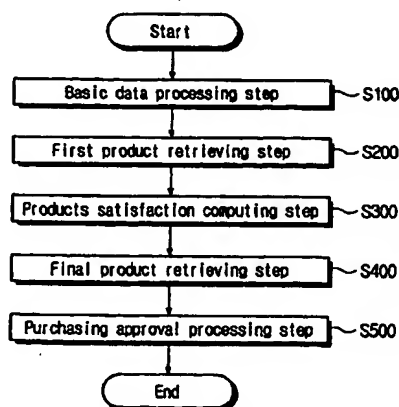 Start
Basic data processing step S100
First product retrieving step S200
Products satisfaction computing step S300
Final product retrieving step S400
Purchasing approval processing step S500
End